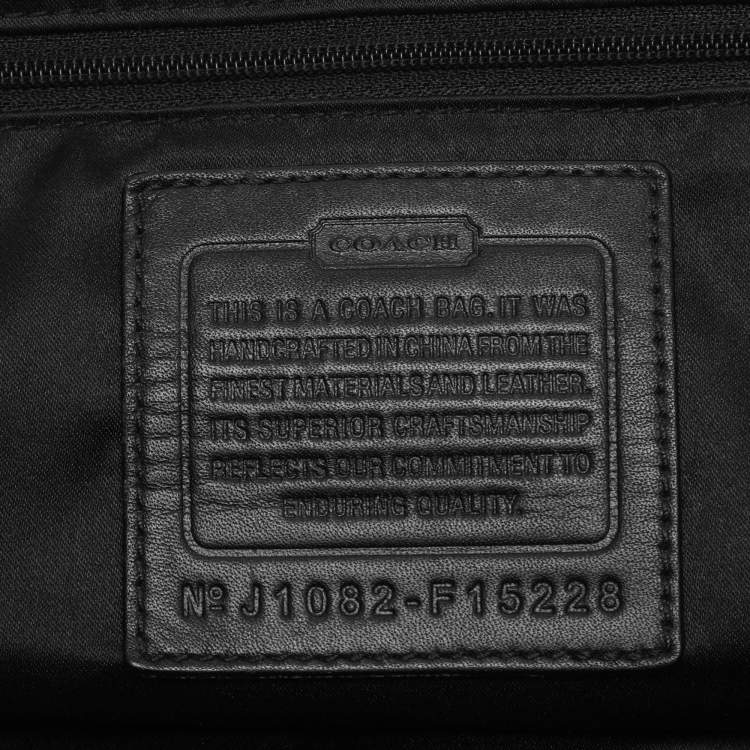 COACH
THIS IS A COACH BAG. IT WAS
HANDCRAFTED IN CHINA FROM THE
FINEST MATERIALS AND LEATHER.
ITS SUPERIOR CRAFTSMANSHIP
REFLECTS OUR COMMITMENT TO
ENDURING QUALITY.
Nº J1082-F15228